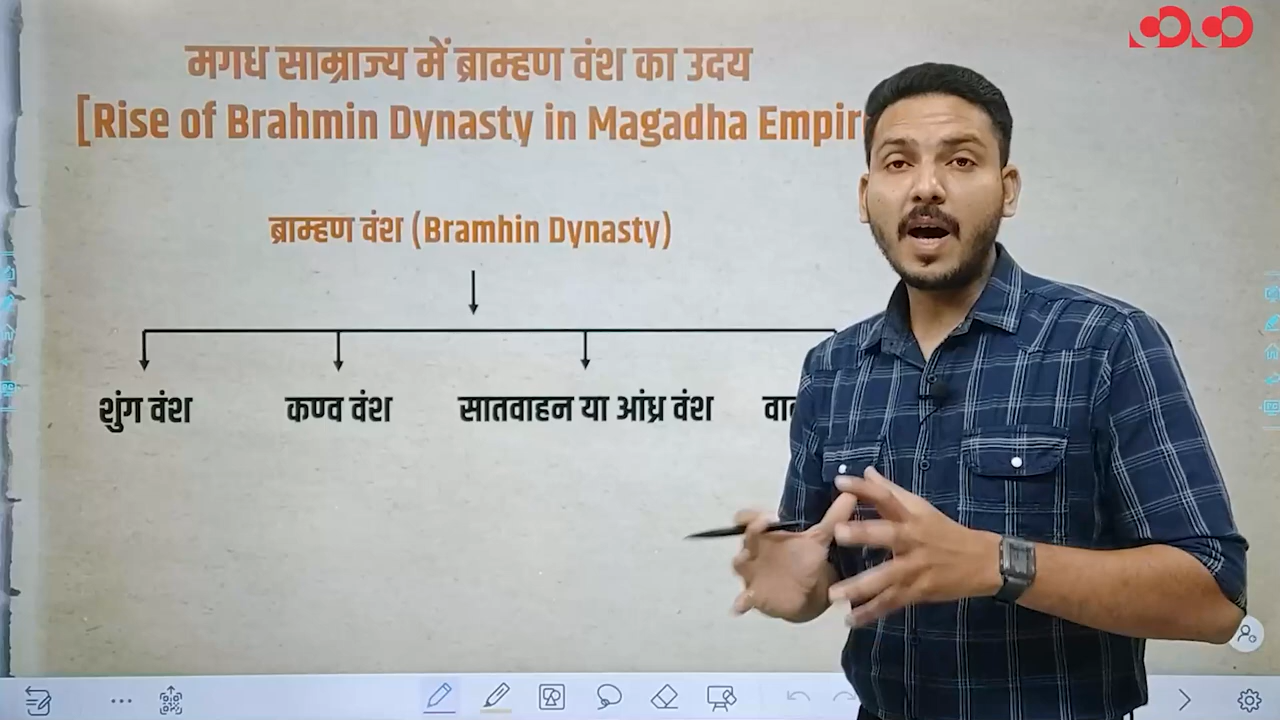 मगध साम्राज्य में ब्राम्हण वंश का उदय
[Rise of Brahmin Dynasty in Magadha Empir
ब्राम्हण वंश (Bramhin Dynasty)
शुंग वंश कण्व वंश सातवाहन या आंध्र वंश